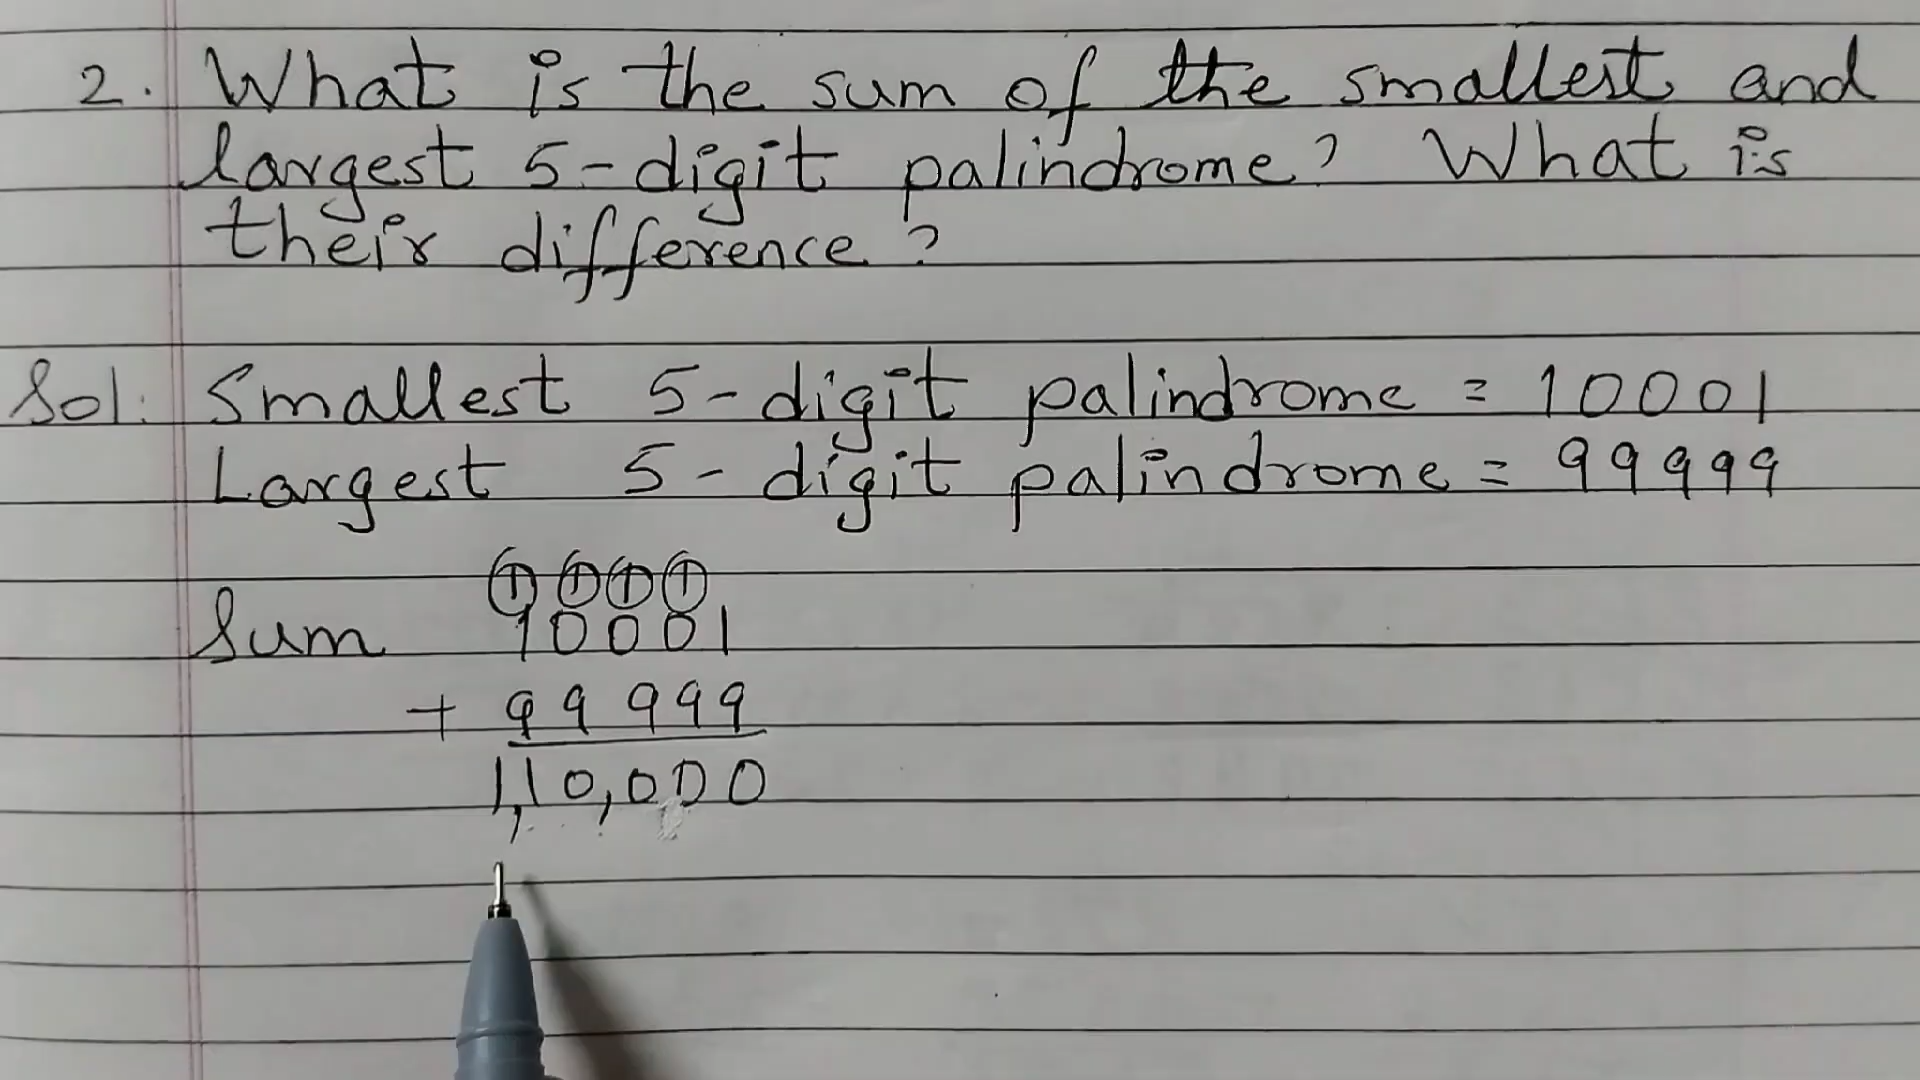 2. What is the sum of the smallest and
largest 5-digit palindrome? What is
their difference?
Sol: Smallest 5-digit palindrome = 10001
Largest 5-digit palindrome = 99999
1 1 1 1
Sum 10001
+ 99999
1,10,000